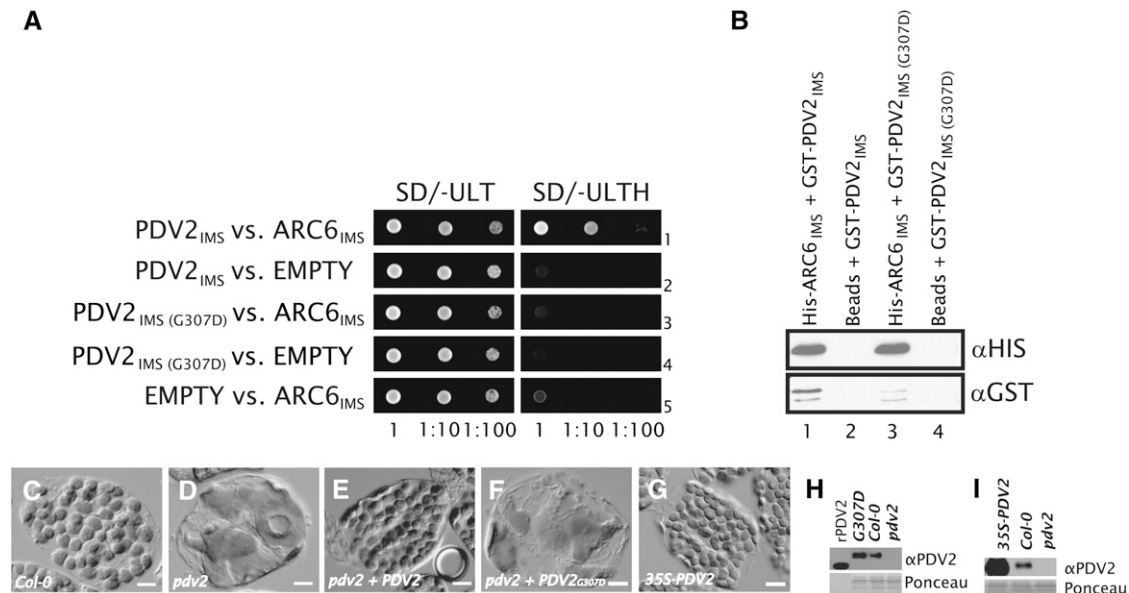 A
SD/-ULT SD/-ULTH
PDV2IMS vs. ARC6IMS 1
PDV2IMS vs. EMPTY 2
PDV2IMS (G307D) vs. ARC6IMS 3
PDV2IMS (G307D) vs. EMPTY 4
EMPTY vs. ARC6IMS 5
1 1:10 1:100 1 1:10 1:100
B
His-ARC6IMS + GST-PDV2IMS
Beads + GST-PDV2IMS
His-ARC6IMS + GST-PDV2IMS (G307D)
Beads + GST-PDV2IMS (G307D)
αHIS
αGST
1 2 3 4
C
Col-0
D
pdv2
E
pdv2 + PDV2
F
pdv2 + PDV2G307D
G
35S-PDV2
H
rPDV2
G307D
Col-0
pdv2
αPDV2
Ponceau
I
35S-PDV2
Col-0
pdv2
αPDV2
Ponceau